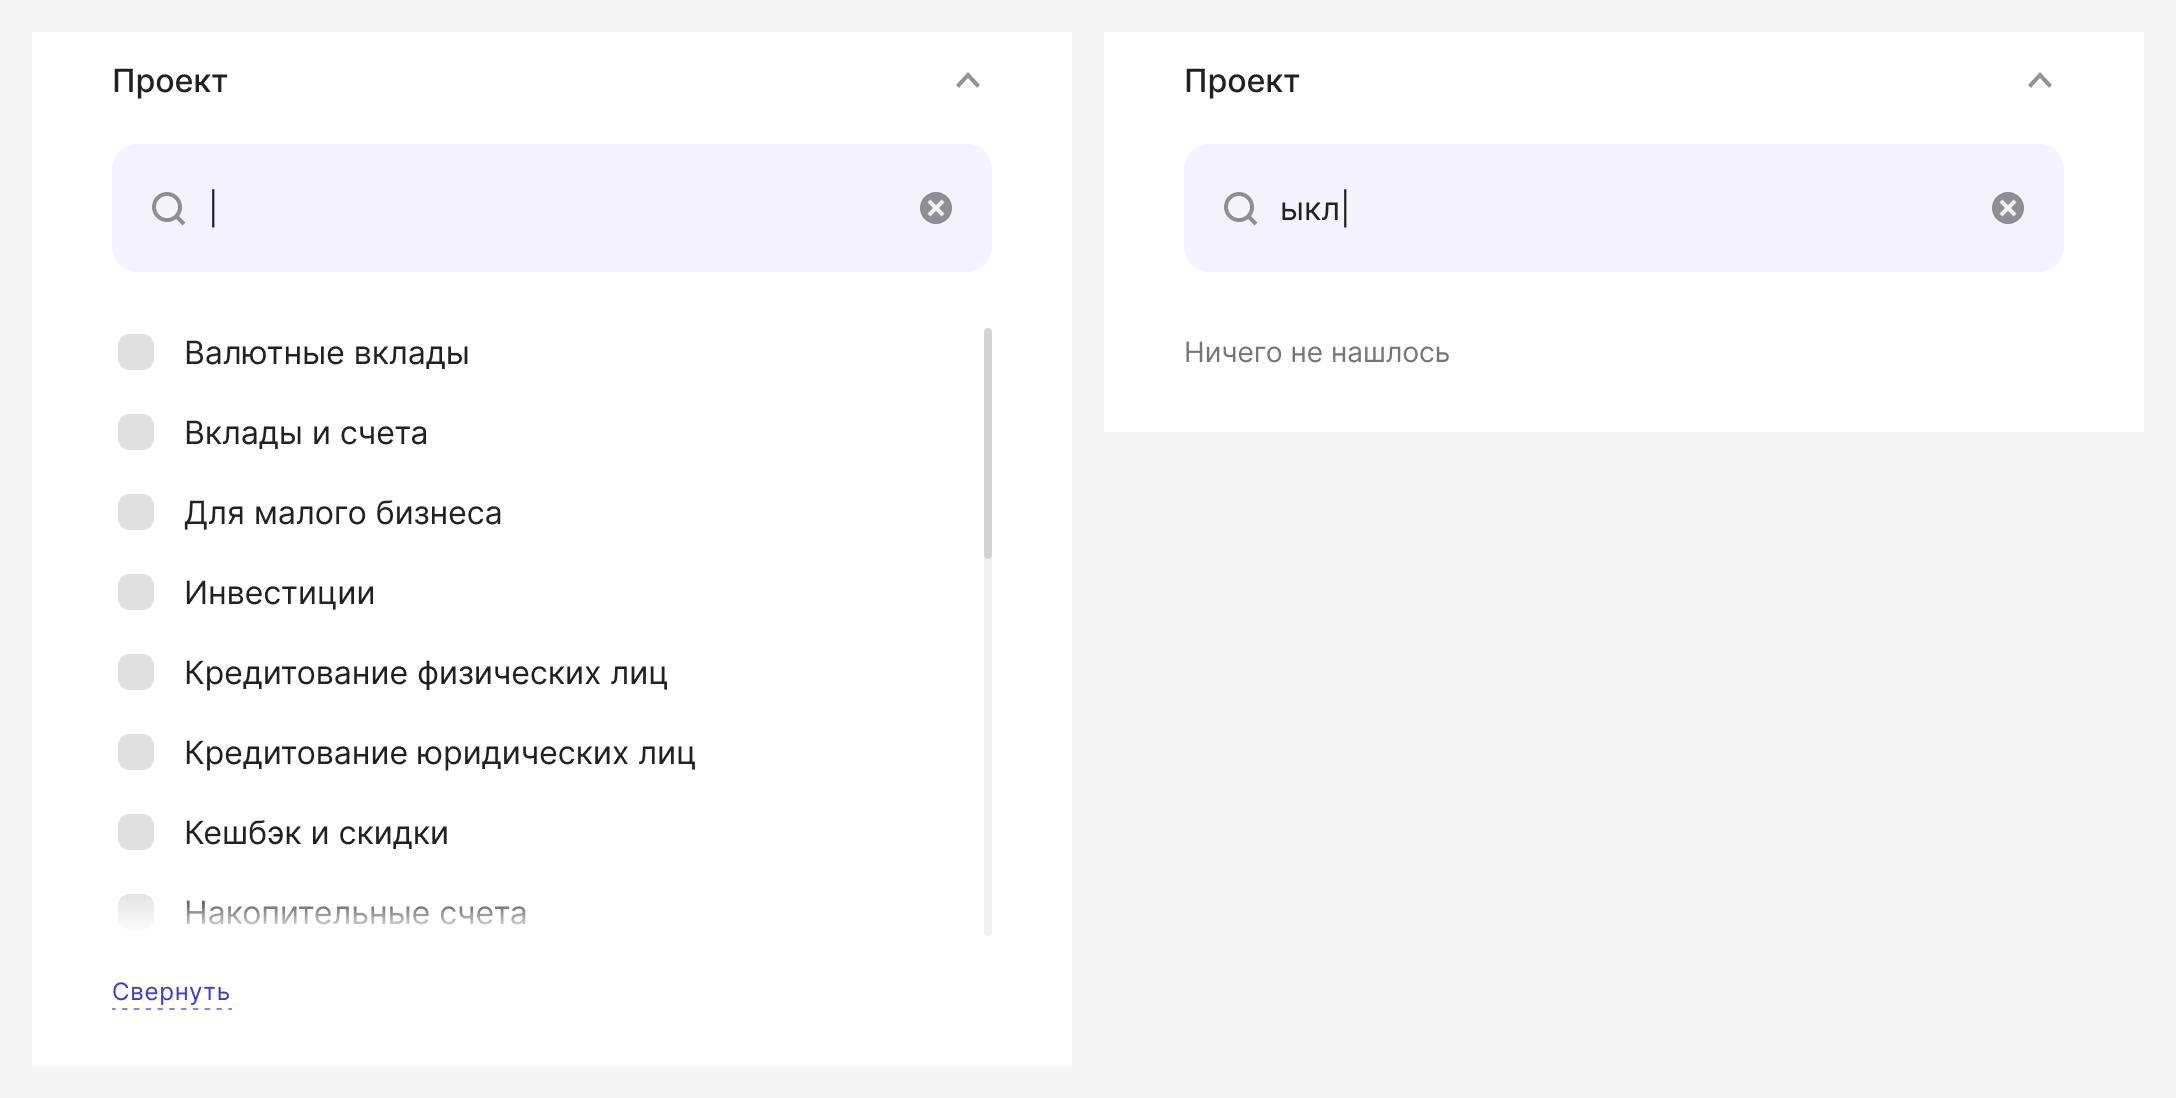 Проект
Валютные вклады
Вклады и счета
Для малого бизнеса
Инвестиции
Кредитование физических лиц
Кредитование юридических лиц
Кешбэк и скидки
Накопительные счета
Свернуть
Проект
ыкл
Ничего не нашлось